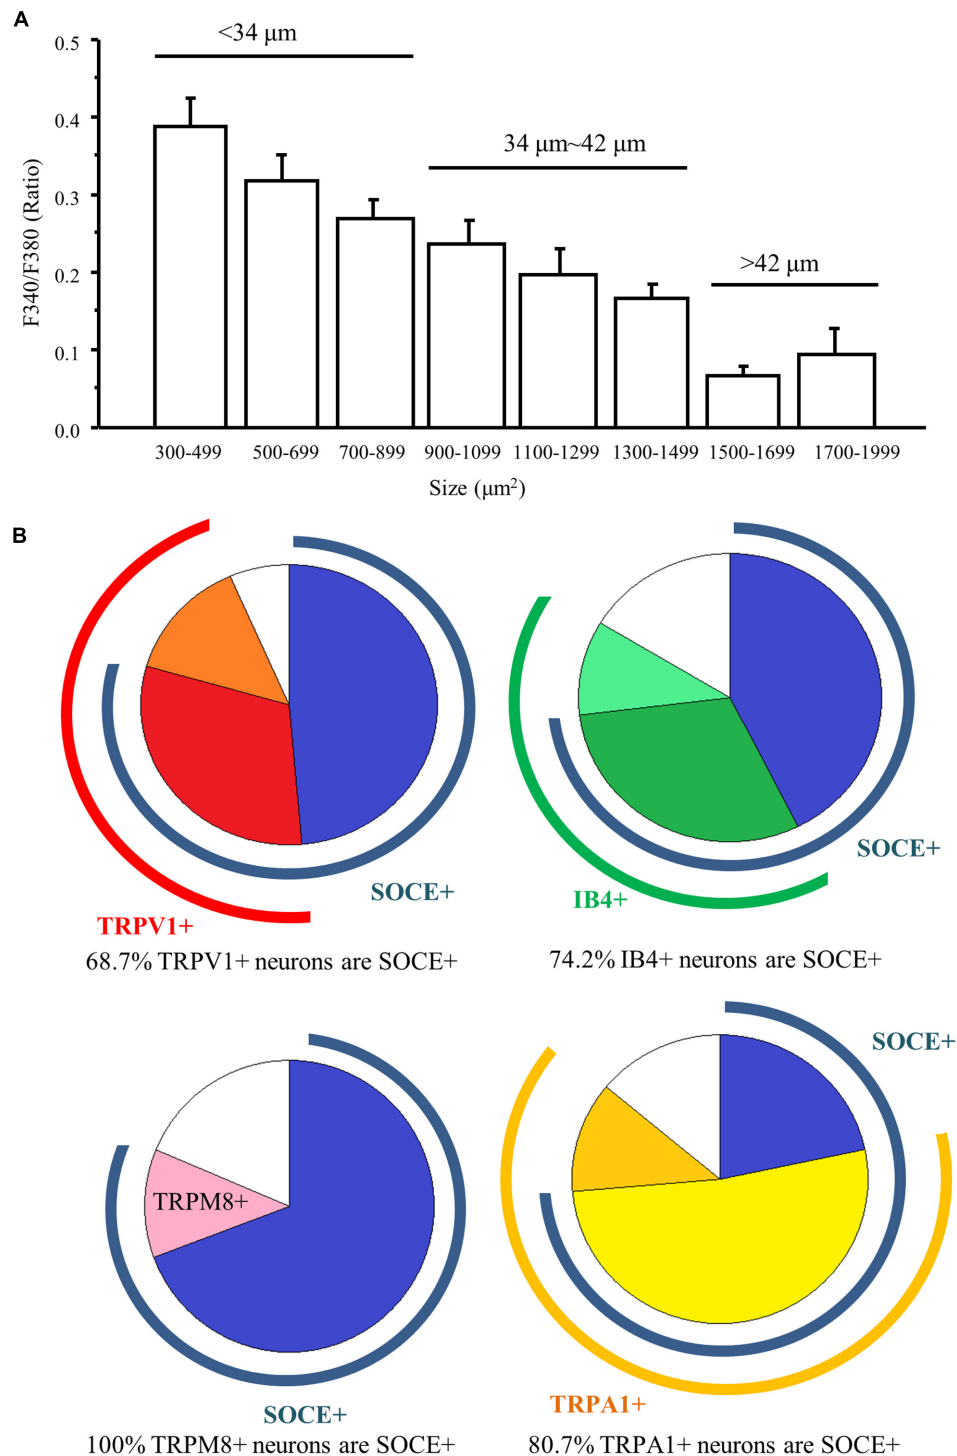 A
<34 μm
34 μm~42 μm
>42 μm
0.5
0.4
0.3
0.2
0.1
0.0
F340/F380 (Ratio)
300-499 500-699 700-899 900-1099 1100-1299 1300-1499 1500-1699 1700-1999
Size (μm²)
B
SOCE+
TRPV1+
68.7% TRPV1+ neurons are SOCE+
SOCE+
IB4+
74.2% IB4+ neurons are SOCE+
TRPM8+
SOCE+
100% TRPM8+ neurons are SOCE+
SOCE+
TRPA1+
80.7% TRPA1+ neurons are SOCE+